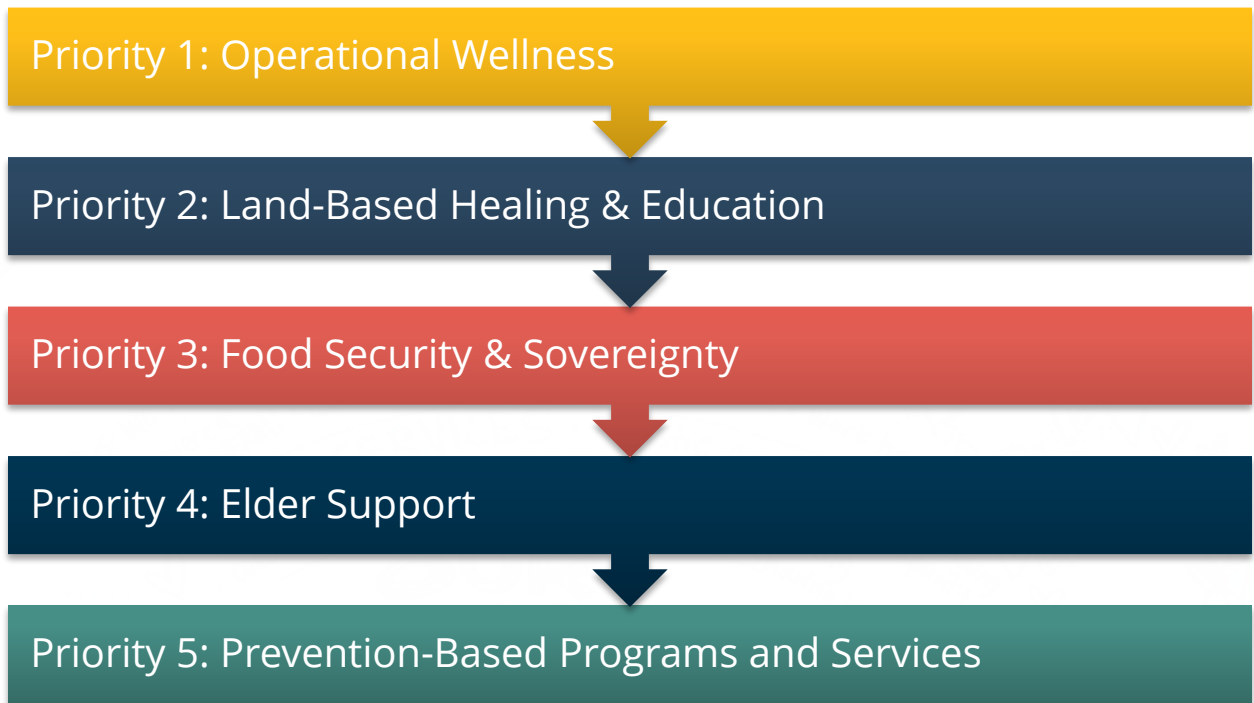 Priority 1: Operational Wellness
Priority 2: Land-Based Healing & Education
Priority 3: Food Security & Sovereignty
Priority 4: Elder Support
Priority 5: Prevention-Based Programs and Services